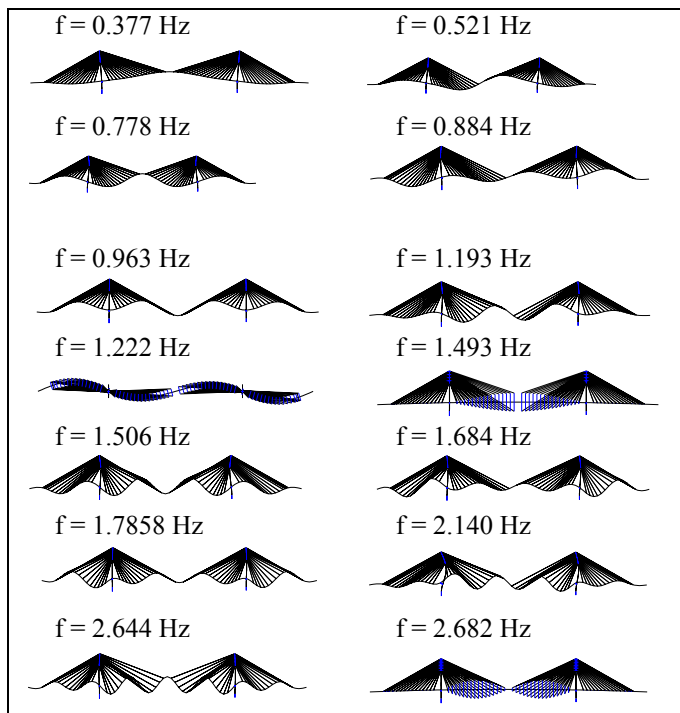 f = 0.377 Hz
f = 0.521 Hz
f = 0.778 Hz
f = 0.884 Hz
f = 0.963 Hz
f = 1.193 Hz
f = 1.222 Hz
f = 1.493 Hz
f = 1.506 Hz
f = 1.684 Hz
f = 1.7858 Hz
f = 2.140 Hz
f = 2.644 Hz
f = 2.682 Hz